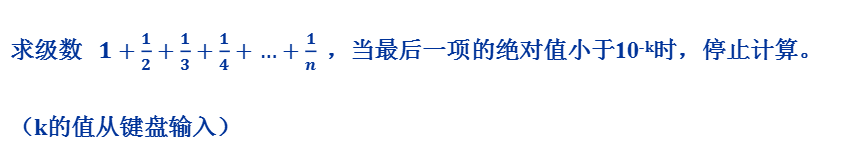 求级数 1 + 1/2 + 1/3 + 1/4 + … + 1/n ，当最后一项的绝对值小于10⁻ᵏ时，停止计算。
（k的值从键盘输入）